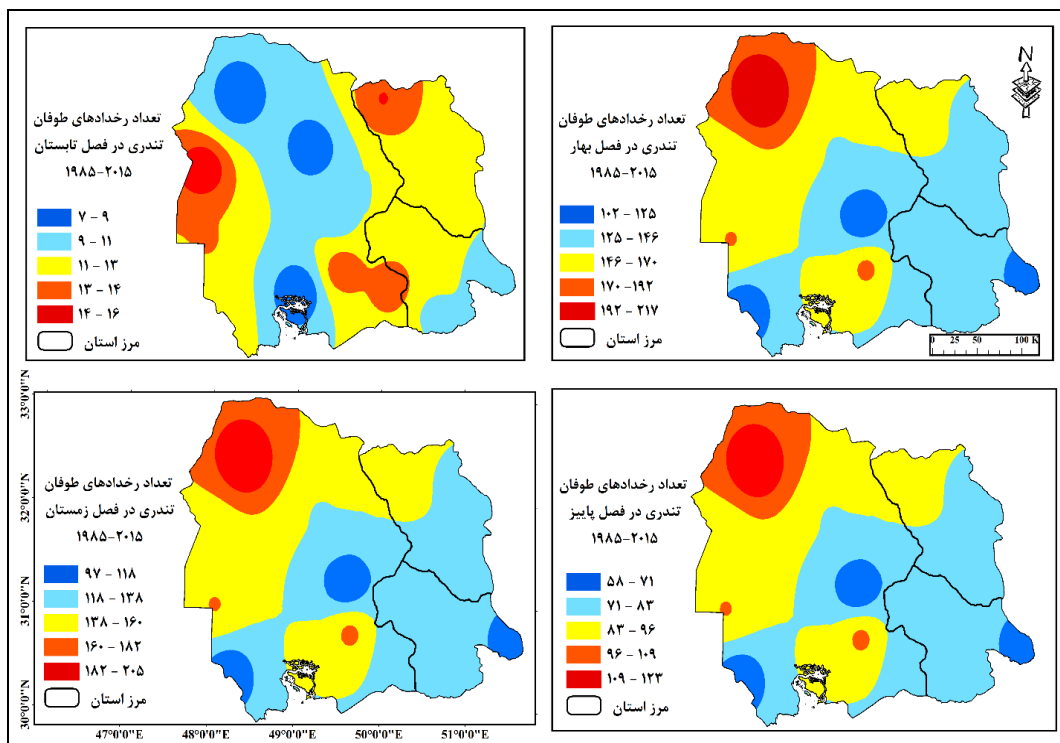 تعداد رخدادهای طوفان
تندری در فصل تابستان
۱۹۸۵-۲۰۱۵
۷ - ۹
۹ - ۱۱
۱۱ - ۱۳
۱۳ - ۱۴
۱۴ - ۱۶
مرز استان
N
تعداد رخدادهای طوفان
تندری در فصل بهار
۱۹۸۵-۲۰۱۵
۱۰۲ - ۱۲۵
۱۲۵ - ۱۴۶
۱۴۶ - ۱۷۰
۱۷۰ - ۱۹۲
۱۹۲ - ۲۱۷
مرز استان
0 25 50 100 K
33°0'0"N
32°0'0"N
31°0'0"N
30°0'0"N
تعداد رخدادهای طوفان
تندری در فصل زمستان
۱۹۸۵-۲۰۱۵
۹۷ - ۱۱۸
۱۱۸ - ۱۳۸
۱۳۸ - ۱۶۰
۱۶۰ - ۱۸۲
۱۸۲ - ۲۰۵
مرز استان
47°0'0"E 48°0'0"E 49°0'0"E 50°0'0"E 51°0'0"E
تعداد رخدادهای طوفان
تندری در فصل پاییز
۱۹۸۵-۲۰۱۵
۵۸ - ۷۱
۷۱ - ۸۳
۸۳ - ۹۶
۹۶ - ۱۰۹
۱۰۹ - ۱۲۳
مرز استان